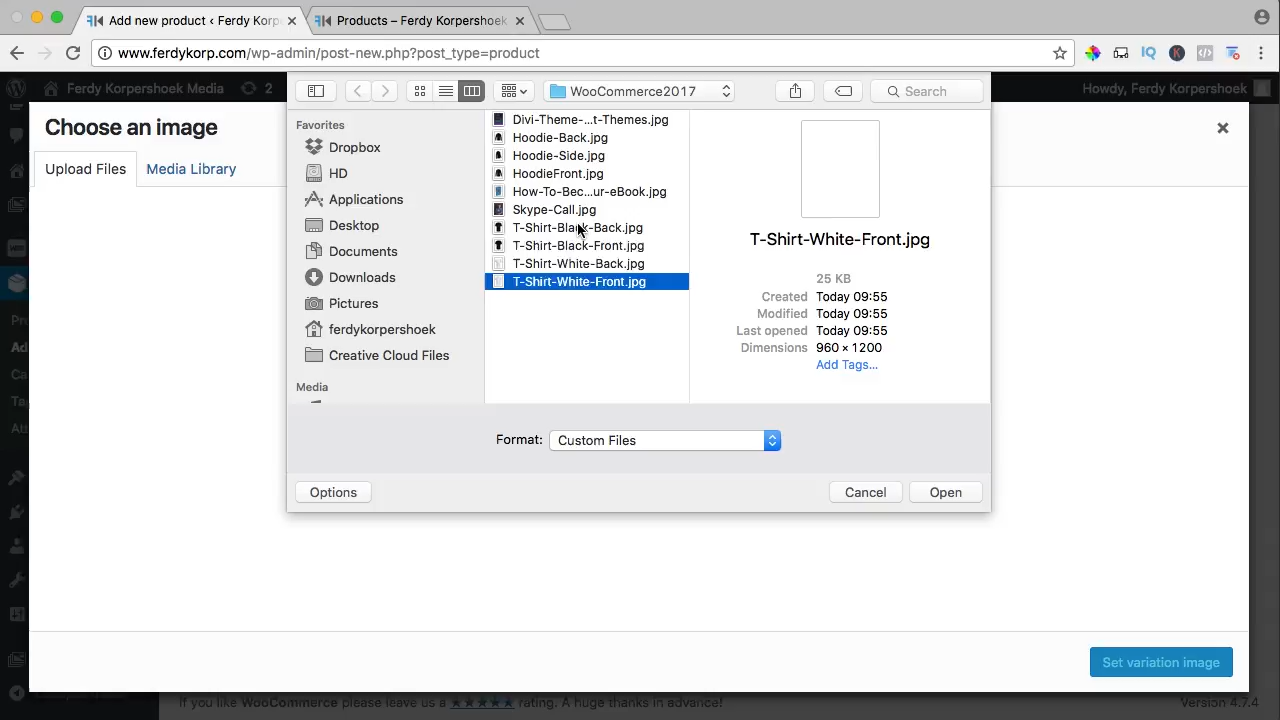 Add new product ‹ Ferdy Korpe
Products – Ferdy Korpershoek
www.ferdykorp.com/wp-admin/post-new.php?post_type=product
Ferdy Korpershoek Media
2
Howdy, Ferdy Korpershoek
WooCommerce2017
Search
Choose an image
Upload Files
Media Library
Favorites
Dropbox
HD
Applications
Desktop
Documents
Downloads
Pictures
ferdykorpershoek
Creative Cloud Files
Media
Divi-Theme-...t-Themes.jpg
Hoodie-Back.jpg
Hoodie-Side.jpg
HoodieFront.jpg
How-To-Bec...ur-eBook.jpg
Skype-Call.jpg
T-Shirt-Black-Back.jpg
T-Shirt-Black-Front.jpg
T-Shirt-White-Back.jpg
T-Shirt-White-Front.jpg
T-Shirt-White-Front.jpg
25 KB
Created Today 09:55
Modified Today 09:55
Last opened Today 09:55
Dimensions 960 × 1200
Add Tags...
Format: Custom Files
Options
Cancel
Open
Set variation image
If you like WooCommerce please leave us a ★★★★★ rating. A huge thanks in advance!
Version 4.7.4